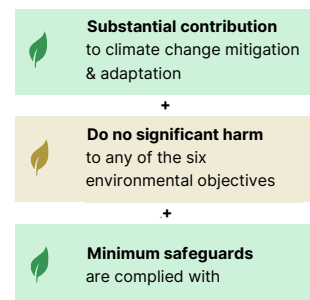 Substantial contribution
to climate change mitigation
& adaptation
+
Do no significant harm
to any of the six
environmental objectives
+
Minimum safeguards
are complied with